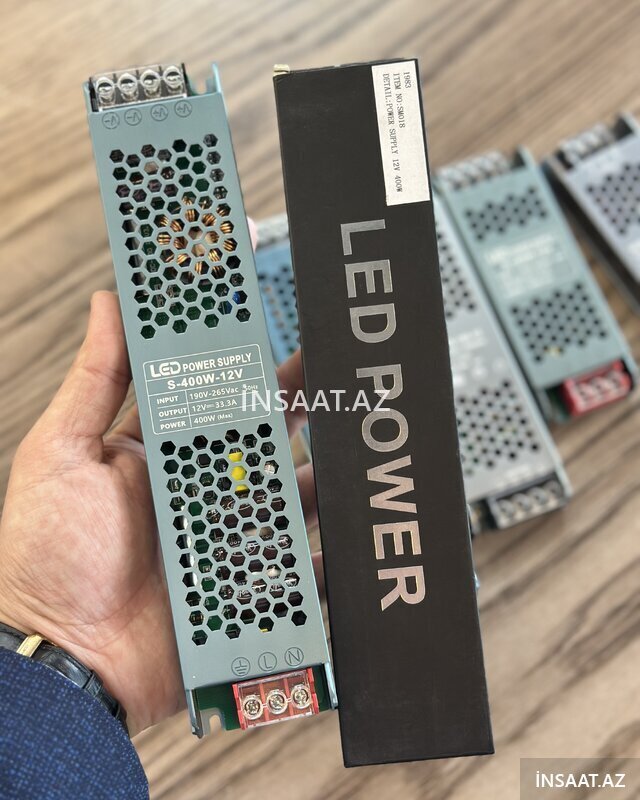 LED POWER SUPPLY
S-400W-12V
INPUT 190V-265Vac
OUTPUT 12V 33.3A
POWER 400W (Max)
L N
1983
ITEM NO:SM018
DETAIL:POWER SUPPLY 12V 400W
LED POWER
İNSAAT.AZ
İNSAAT.AZ